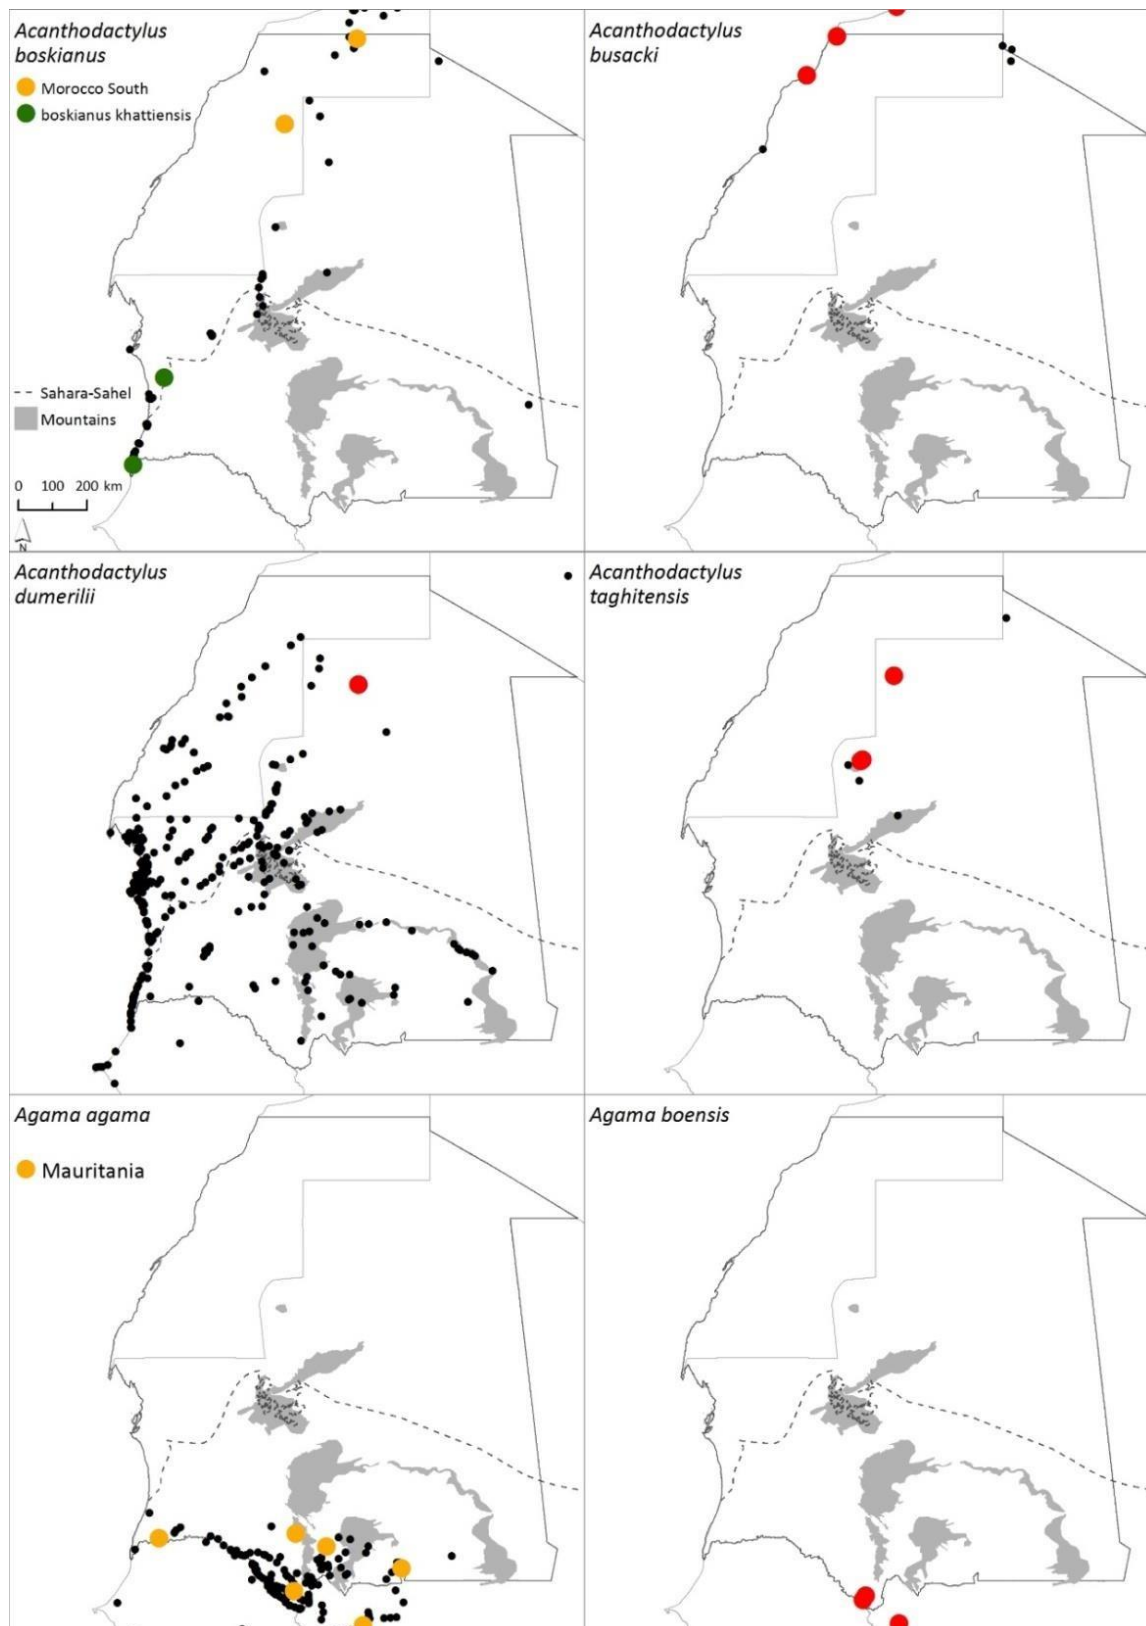 Acanthodactylus
boskianus
Morocco South
boskianus khattiensis
Sahara-Sahel
Mountains
0 100 200 km
N
Acanthodactylus
busacki
Acanthodactylus
dumerilii
Acanthodactylus
taghitensis
Agama agama
Mauritania
Agama boensis